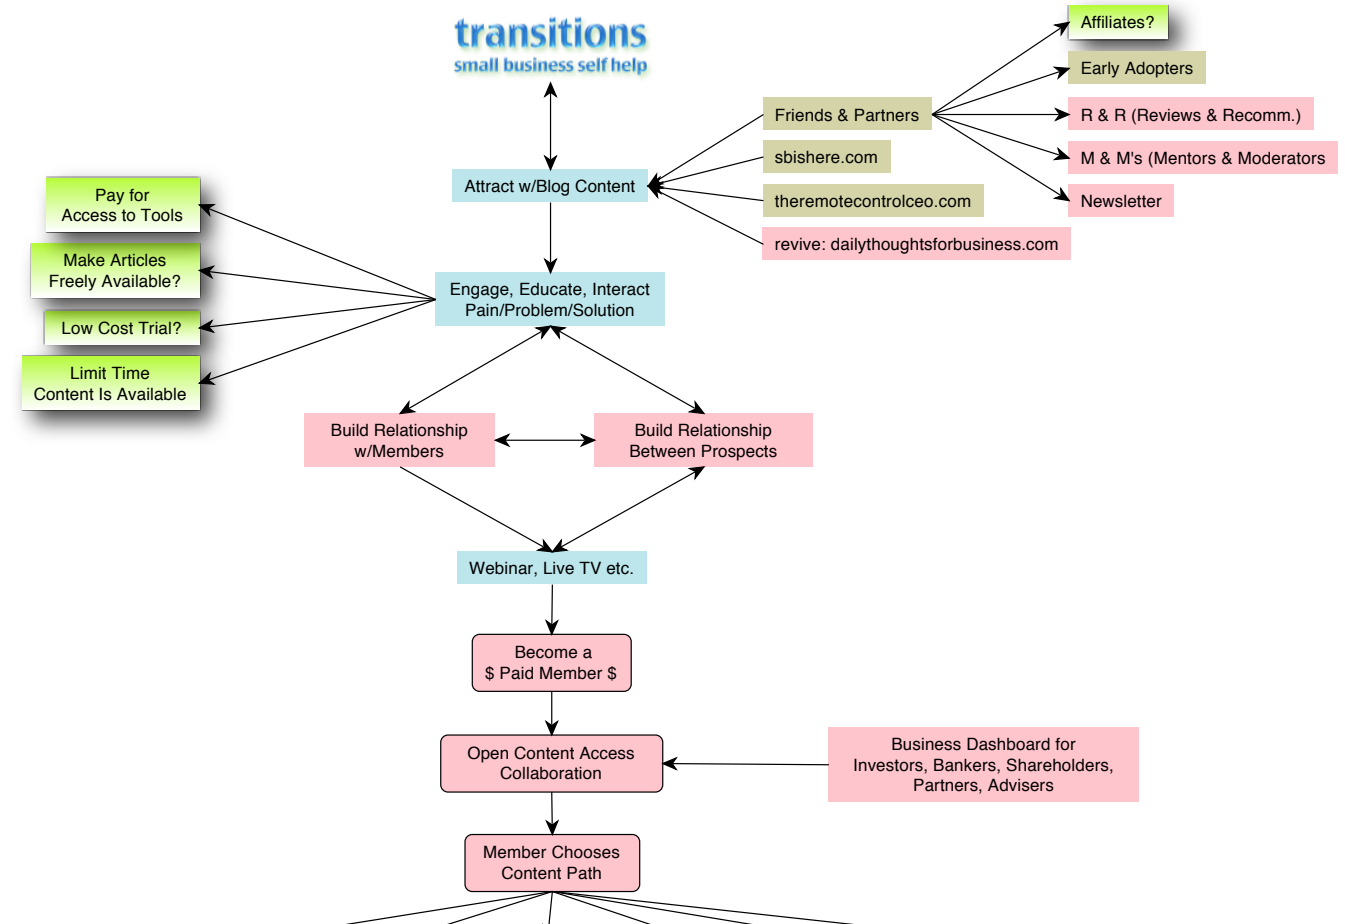 transitions
small business self help
Affiliates?
Early Adopters
Friends & Partners
R & R (Reviews & Recomm.)
sbishere.com
M & M's (Mentors & Moderators
Attract w/Blog Content
theremotecontrolceo.com
Newsletter
revive: dailythoughtsforbusiness.com
Pay for
Access to Tools
Make Articles
Freely Available?
Low Cost Trial?
Limit Time
Content Is Available
Engage, Educate, Interact
Pain/Problem/Solution
Build Relationship
w/Members
Build Relationship
Between Prospects
Webinar, Live TV etc.
Become a
$ Paid Member $
Open Content Access
Collaboration
Business Dashboard for
Investors, Bankers, Shareholders,
Partners, Advisers
Member Chooses
Content Path